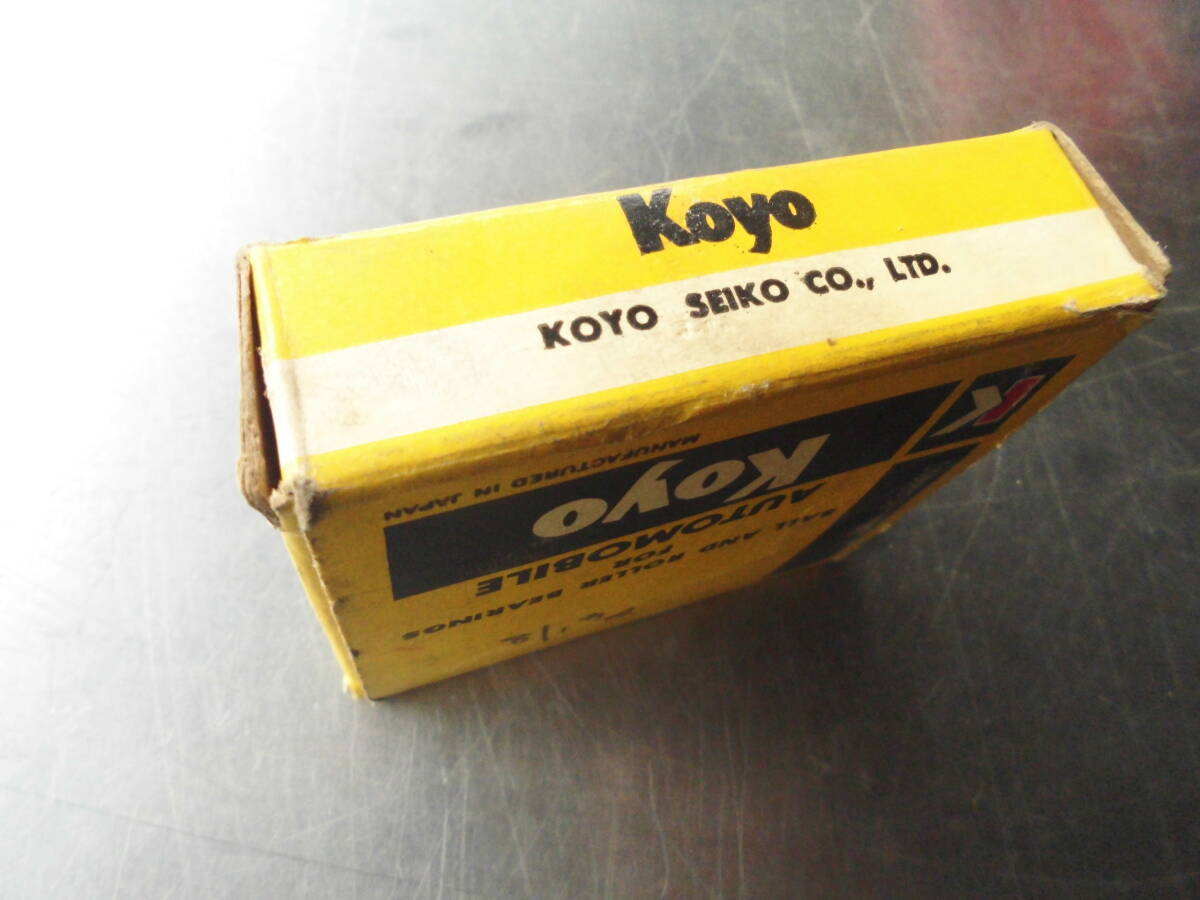 Koyo
KOYO SEIKO CO., LTD.
K
Koyo
MANUFACTURED IN JAPAN
AUTOMOBILE
FOR
BALL AND ROLLER BEARINGS